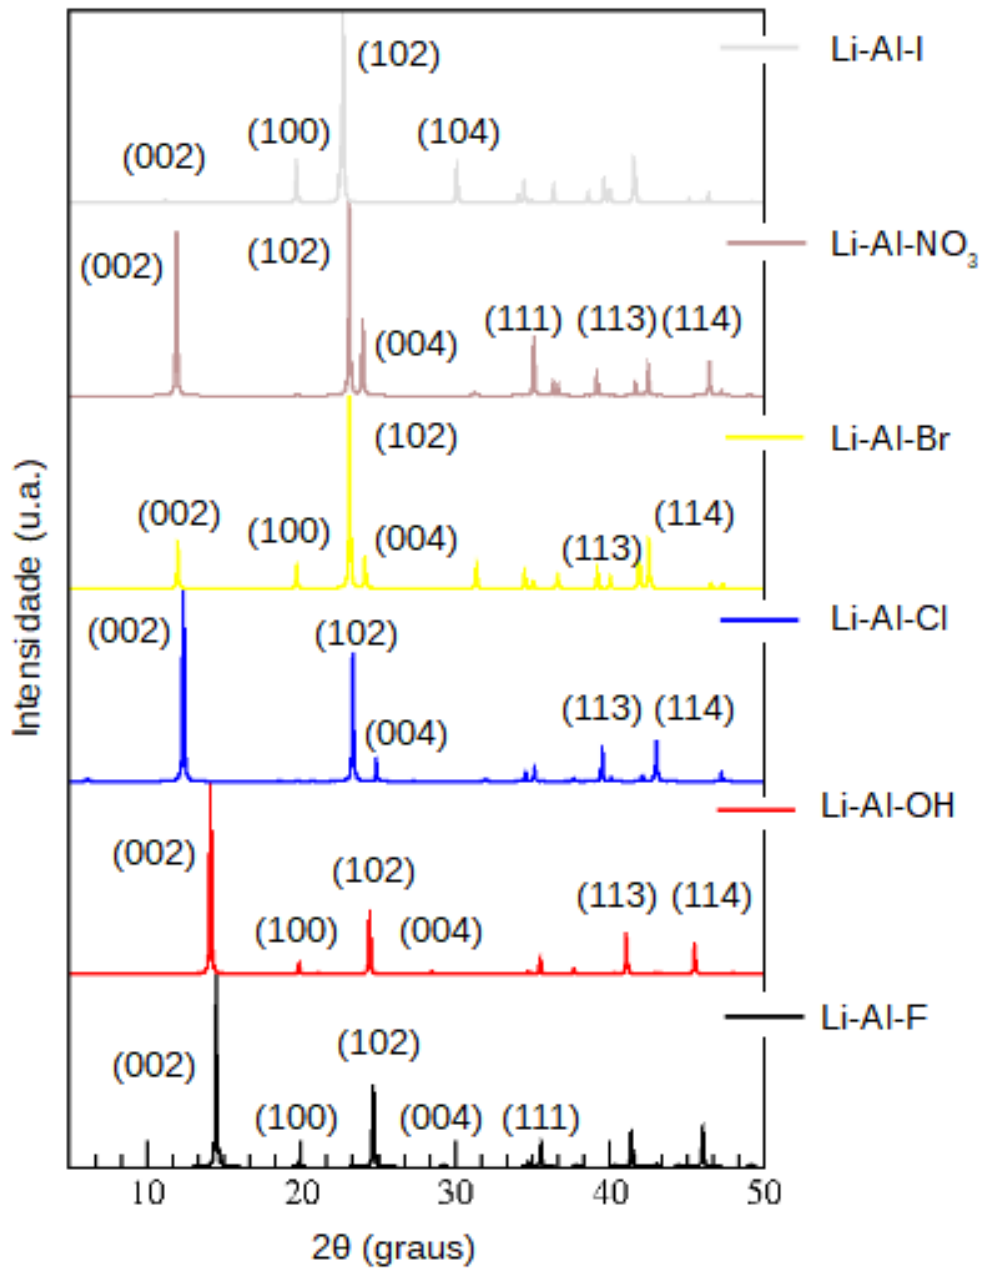 Li-Al-I
(102)
(100) (104)
(002)
Li-Al-NO₃
(002) (102)
(111) (113) (114)
(004)
Li-Al-Br
(102)
(002) (114)
(100) (004) (113)
Li-Al-Cl
(002) (102)
(113) (114)
(004)
Li-Al-OH
(002) (102)
(113) (114)
(100) (004)
Li-Al-F
(102)
(002)
(100) (004) (111)
Intensidade (u.a.)
10 20 30 40 50
2θ (graus)